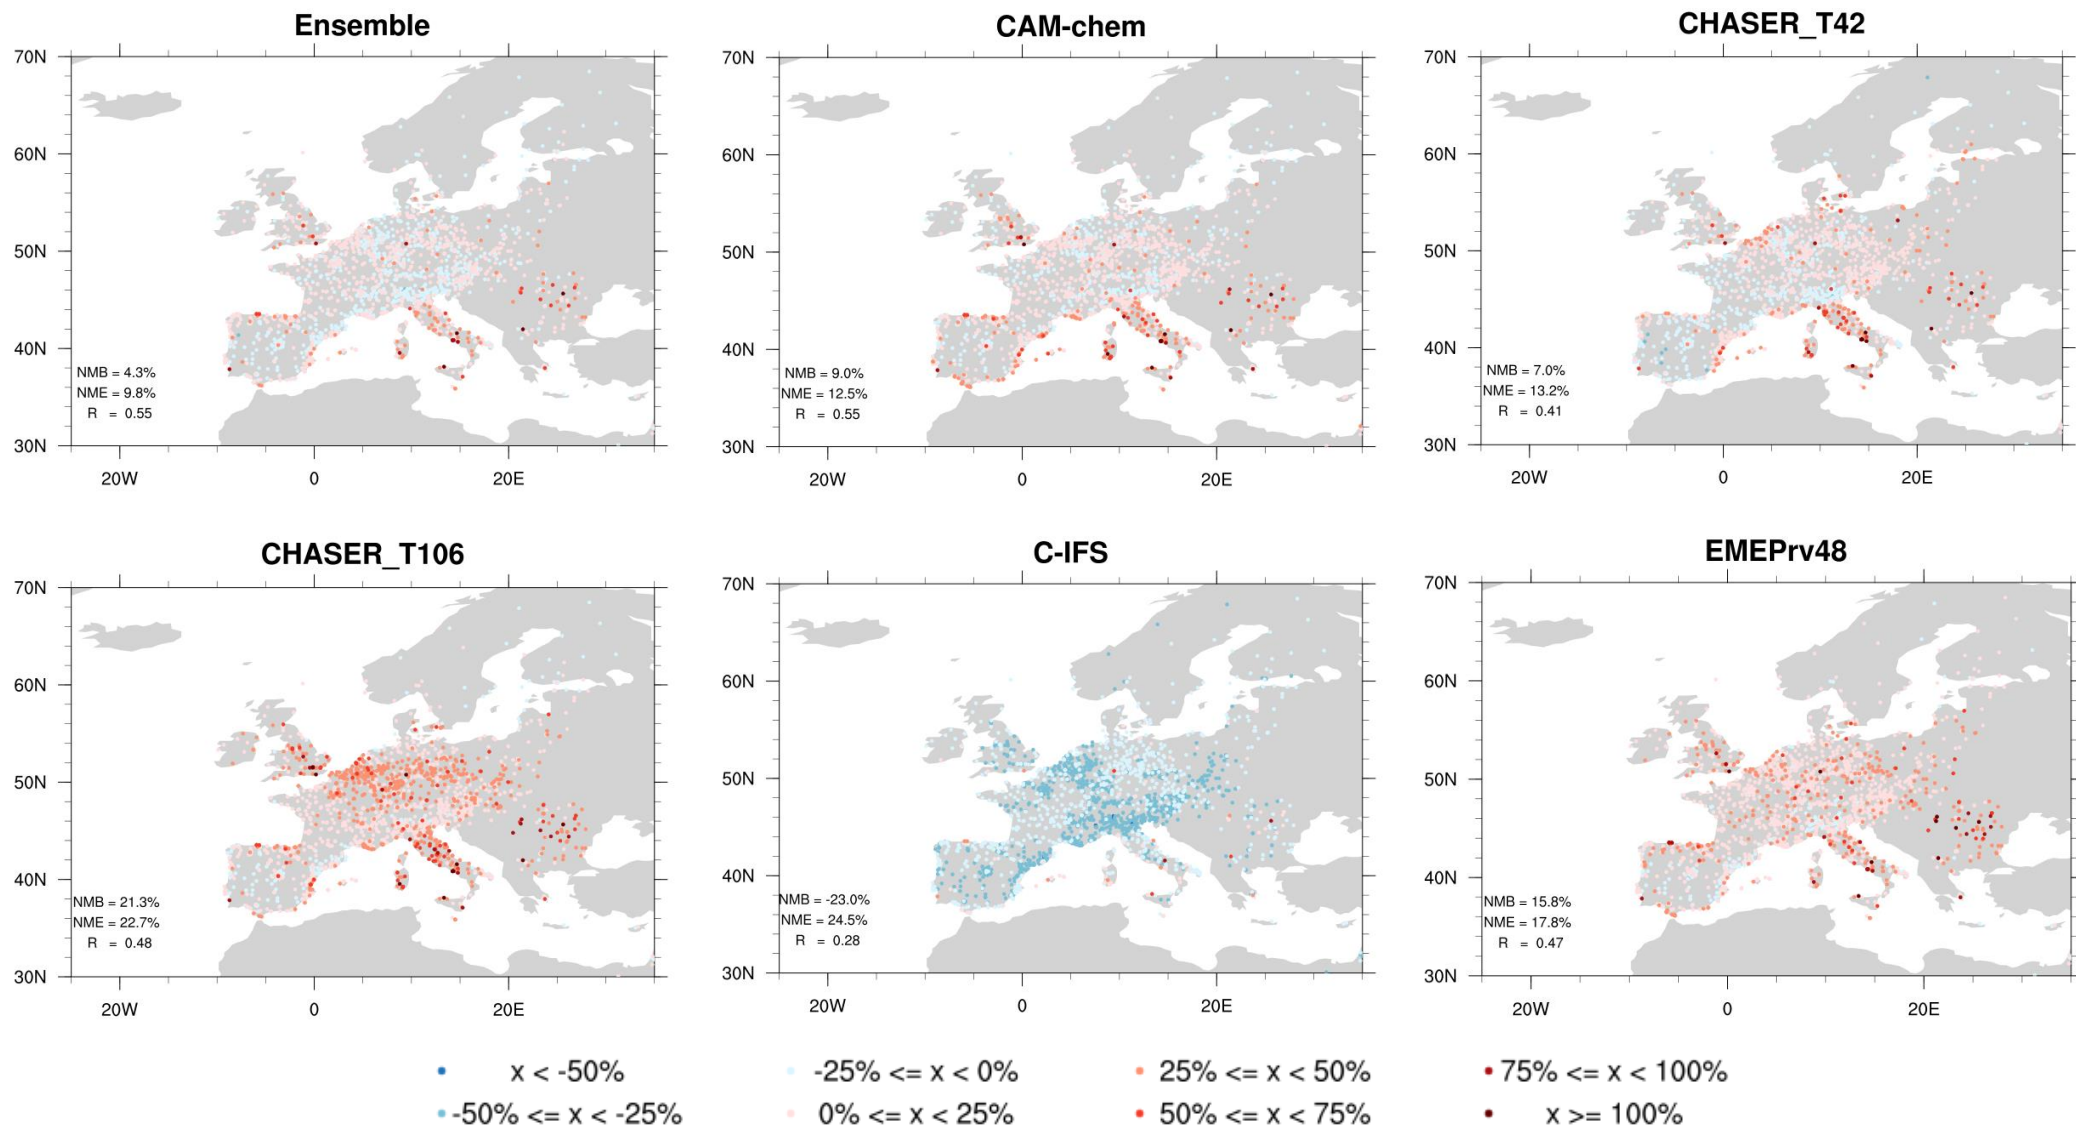 Ensemble
70N
60N
50N
40N
30N
20W 0 20E
NMB = 4.3%
NME = 9.8%
R = 0.55
CAM-chem
70N
60N
50N
40N
30N
20W 0 20E
NMB = 9.0%
NME = 12.5%
R = 0.55
CHASER_T42
70N
60N
50N
40N
30N
20W 0 20E
NMB = 7.0%
NME = 13.2%
R = 0.41
CHASER_T106
70N
60N
50N
40N
30N
20W 0 20E
NMB = 21.3%
NME = 22.7%
R = 0.48
C-IFS
70N
60N
50N
40N
30N
20W 0 20E
NMB = -23.0%
NME = 24.5%
R = 0.28
EMEPrv48
70N
60N
50N
40N
30N
20W 0 20E
NMB = 15.8%
NME = 17.8%
R = 0.47
x < -50%
-25% <= x < 0%
25% <= x < 50%
75% <= x < 100%
-50% <= x < -25%
0% <= x < 25%
50% <= x < 75%
x >= 100%